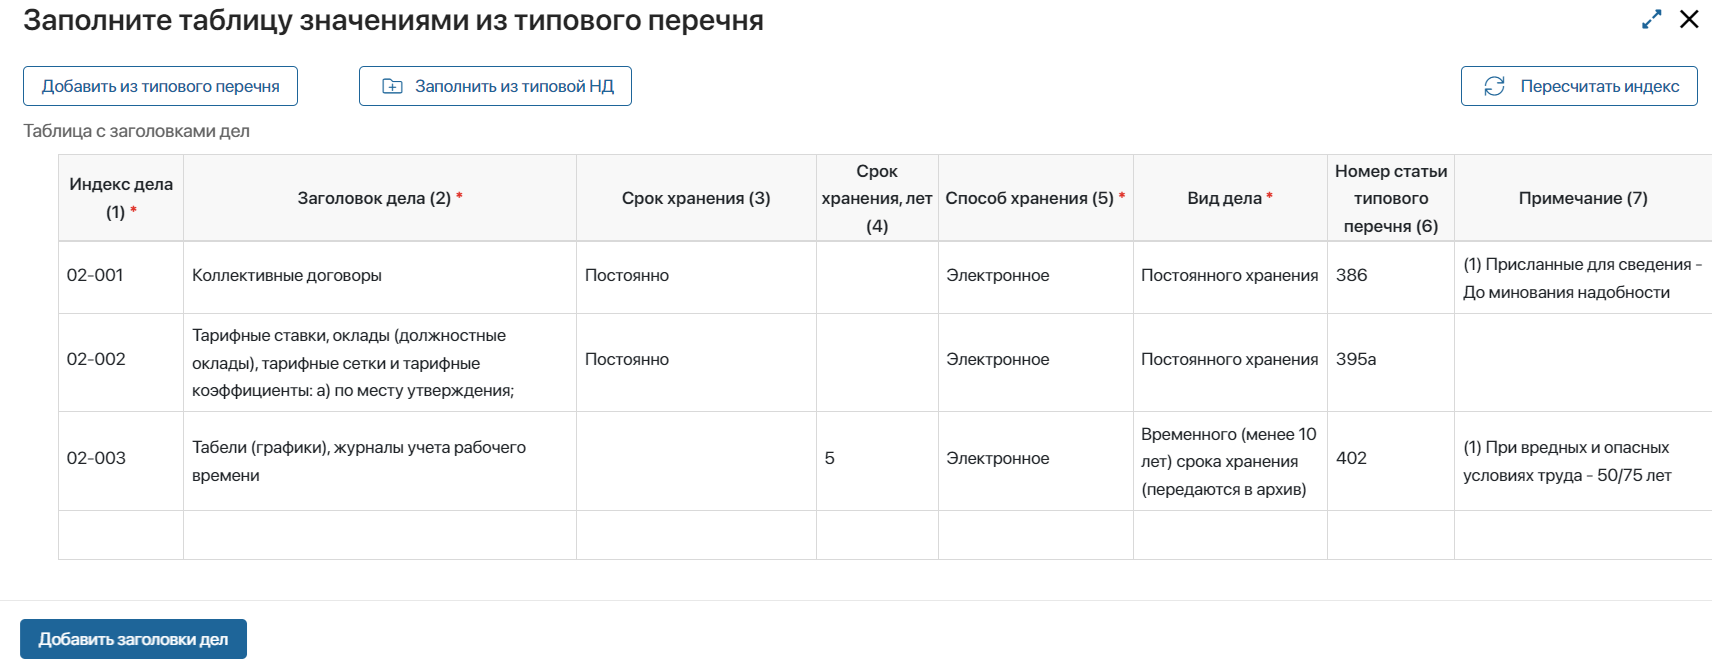 Заполните таблицу значениями из типового перечня
Добавить из типового перечня
Заполнить из типовой НД
Пересчитать индекс
Таблица с заголовками дел
Индекс дела
(1) *
Заголовок дела (2) *
Срок хранения (3)
Срок
хранения, лет
(4)
Способ хранения (5) *
Вид дела *
Номер статьи
типового
перечня (6)
Примечание (7)
02-001
Коллективные договоры
Постоянно
Электронное
Постоянного хранения
386
(1) Присланные для сведения -
До минования надобности
02-002
Тарифные ставки, оклады (должностные
оклады), тарифные сетки и тарифные
коэффициенты: а) по месту утверждения;
Постоянно
Электронное
Постоянного хранения
395а
02-003
Табели (графики), журналы учета рабочего
времени
5
Электронное
Временного (менее 10
лет) срока хранения
(передаются в архив)
402
(1) При вредных и опасных
условиях труда - 50/75 лет
Добавить заголовки дел